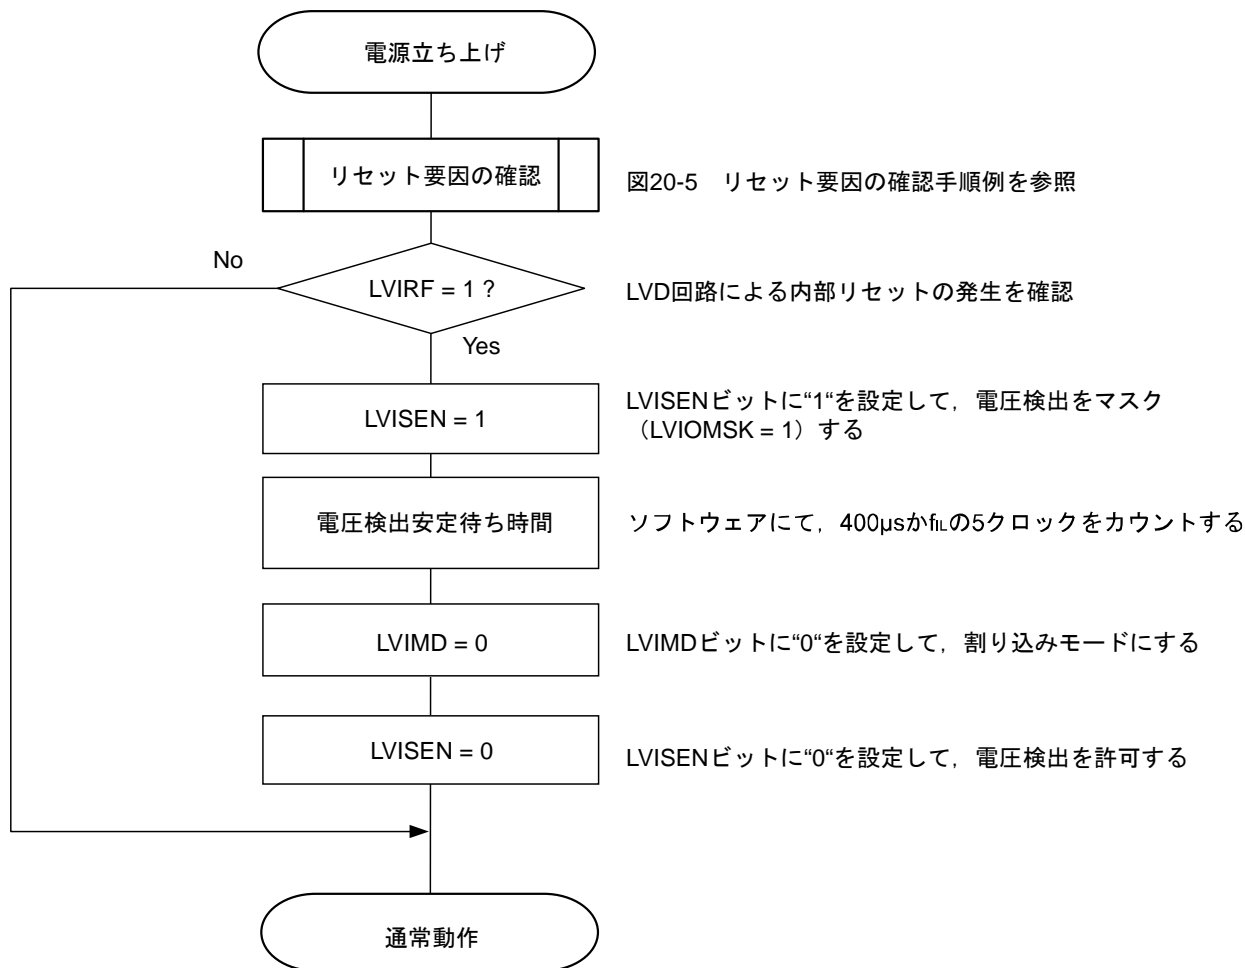 電源立ち上げ
リセット要因の確認
図20-5　リセット要因の確認手順例を参照
No
LVIRF = 1 ?
LVD回路による内部リセットの発生を確認
Yes
LVISEN = 1
LVISENビットに“1“を設定して，電圧検出をマスク
（LVIOMSK = 1）する
電圧検出安定待ち時間
ソフトウェアにて，400μsかfILの5クロックをカウントする
LVIMD = 0
LVIMDビットに“0“を設定して，割り込みモードにする
LVISEN = 0
LVISENビットに“0“を設定して，電圧検出を許可する
通常動作